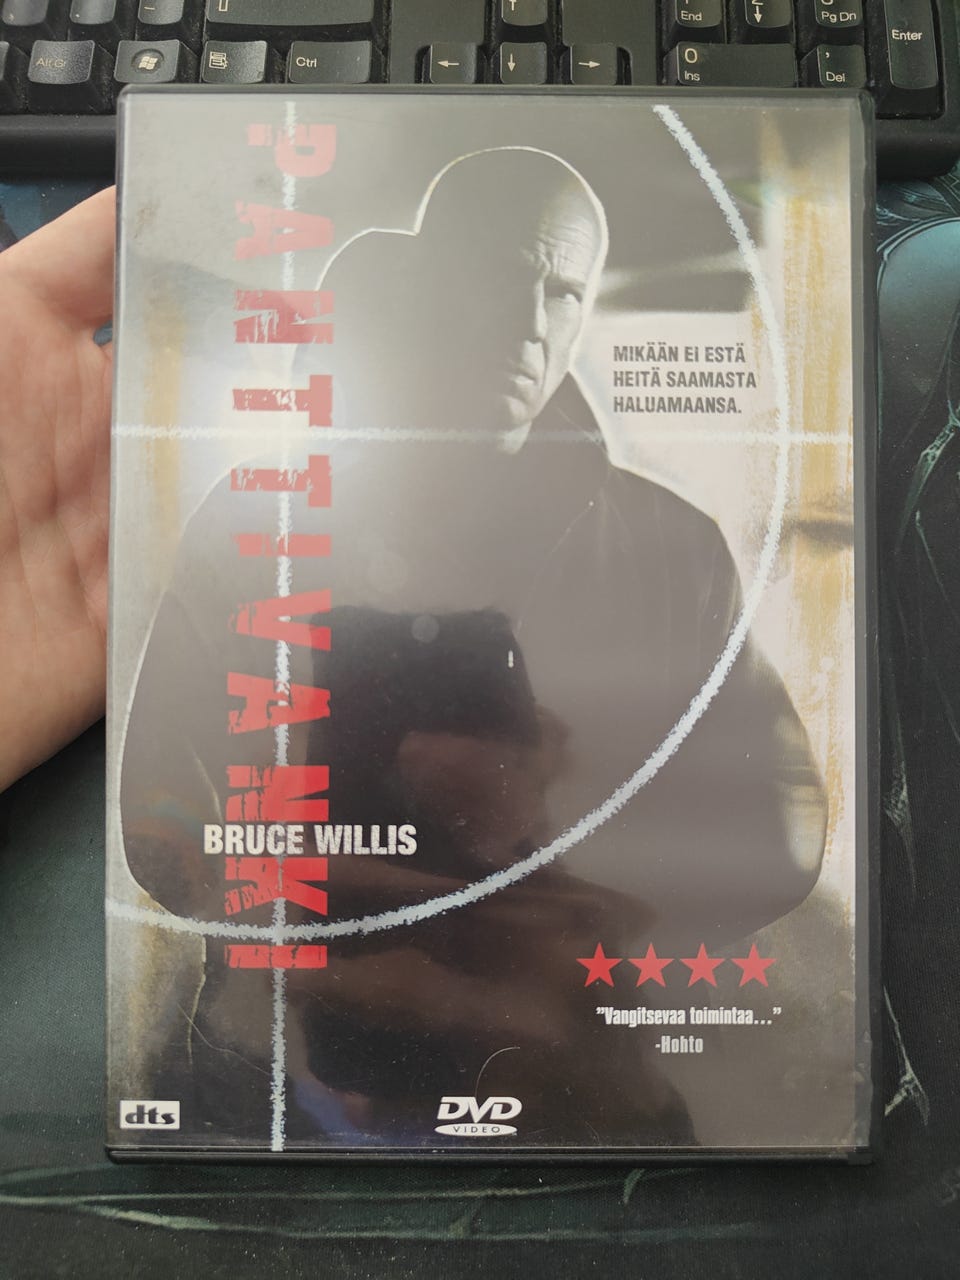 Alt Gr
Ctrl
End
Pg Dn
Enter
0
Ins
,
Del
PANTTIVANKI
MIKÄÄN EI ESTÄ
HEITÄ SAAMASTA
HALUAMAANSA.
BRUCE WILLIS
"Vangitsevaa toimintaa..."
-Hohto
dts
DVD
VIDEO